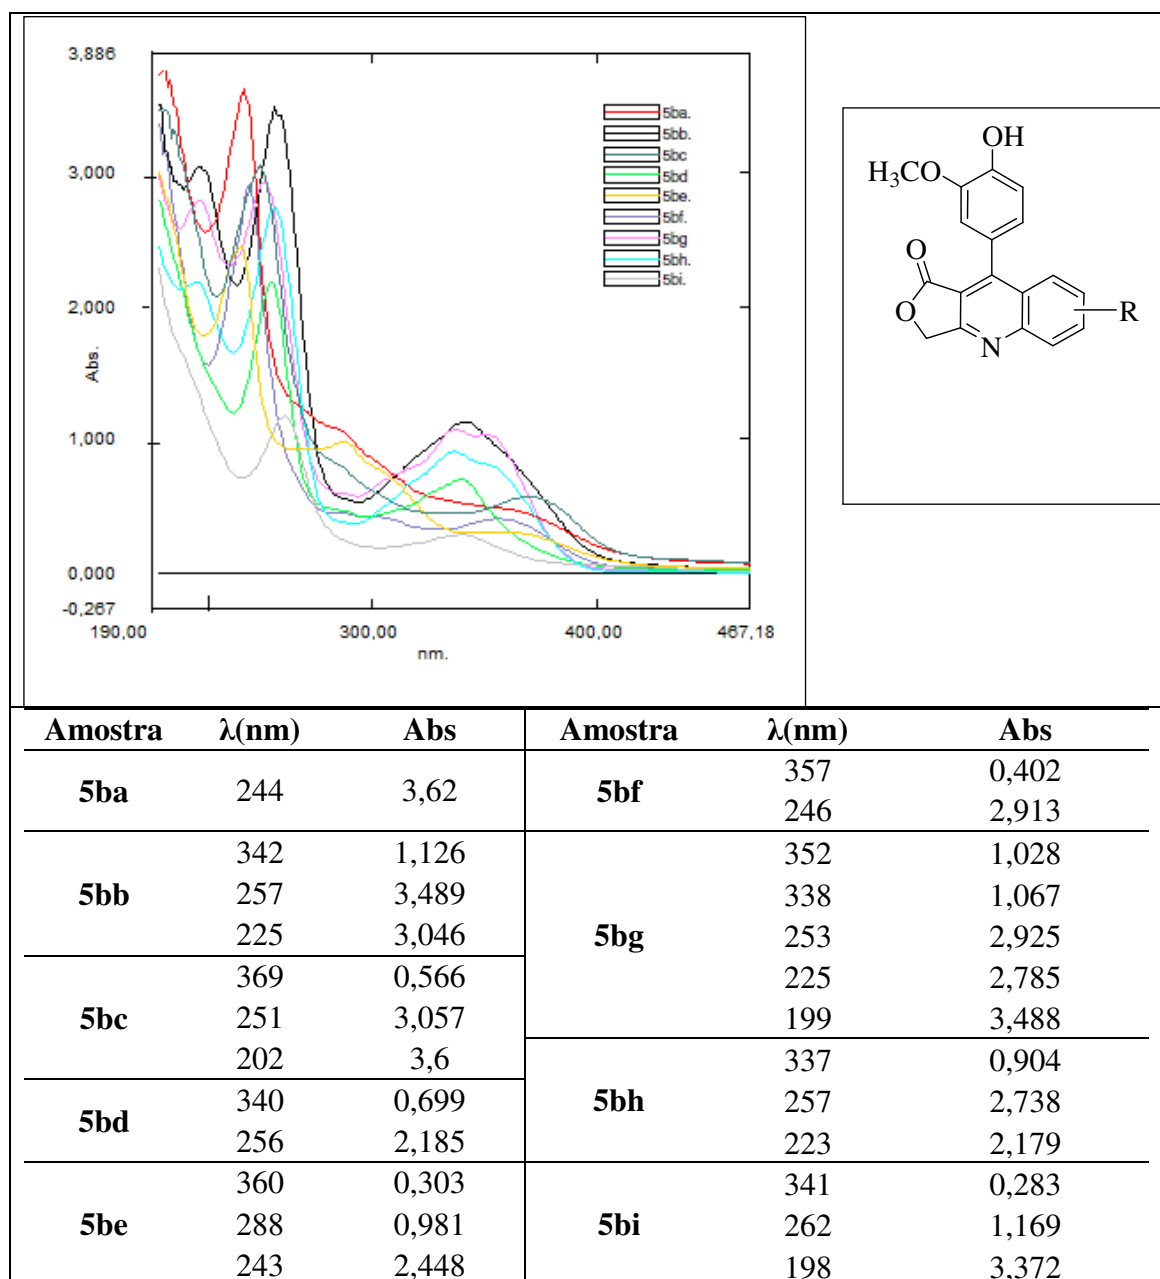 3,886
3,000
2,000
1,000
0,000
-0,267
Abs.
190,00 300,00 400,00 467,18
nm.
5ba.
5bb.
5bc
5bd
5be.
5bf.
5bg
5bh.
5bi.
OH
H3CO
O
O
N
R
Amostra λ(nm) Abs
5ba 244 3,62
342 1,126
5bb 257 3,489
225 3,046
369 0,566
5bc 251 3,057
202 3,6
5bd 340 0,699
256 2,185
360 0,303
5be 288 0,981
243 2,448
Amostra λ(nm) Abs
5bf 357 0,402
246 2,913
352 1,028
338 1,067
5bg 253 2,925
225 2,785
199 3,488
337 0,904
5bh 257 2,738
223 2,179
341 0,283
5bi 262 1,169
198 3,372